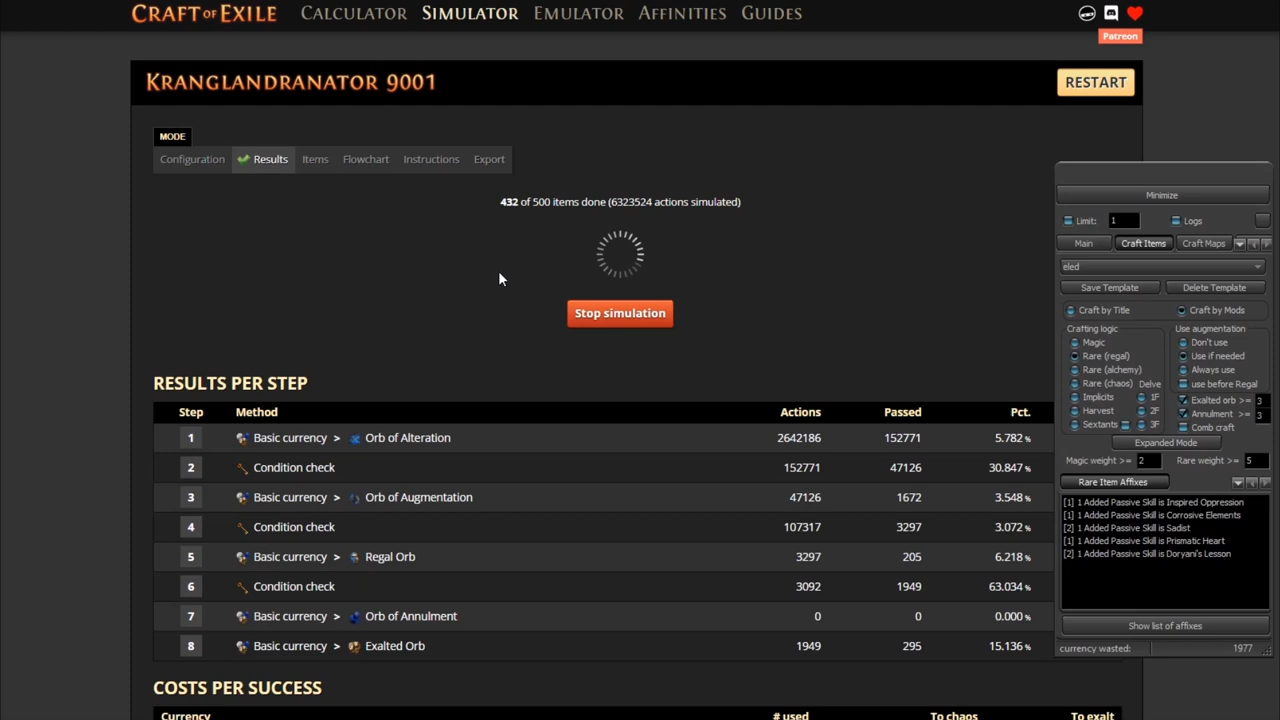 CRAFT OF EXILE CALCULATOR SIMULATOR EMULATOR AFFINITIES GUIDES
Patreon
KRANGLANDRANATOR 9001 RESTART
MODE
Configuration Results Items Flowchart Instructions Export
432 of 500 items done (6323524 actions simulated)
Stop simulation
RESULTS PER STEP
Step Method Actions Passed Pct.
1 Basic currency > Orb of Alteration 2642186 152771 5.782 %
2 Condition check 152771 47126 30.847 %
3 Basic currency > Orb of Augmentation 47126 1672 3.548 %
4 Condition check 107317 3297 3.072 %
5 Basic currency > Regal Orb 3297 205 6.218 %
6 Condition check 3092 1949 63.034 %
7 Basic currency > Orb of Annulment 0 0 0.000 %
8 Basic currency > Exalted Orb 1949 295 15.136 %
COSTS PER SUCCESS
Currency # used To chaos To exalt
Minimize
Limit: 1 Logs
Main Craft Items Craft Maps
eled
Save Template Delete Template
Craft by Title Craft by Mods
Crafting logic Use augmentation
Magic Don't use
Rare (regal) Use if needed
Rare (alchemy) Always use
Rare (chaos) Delve use before Regal
Implicits 1F Exalted orb >= 3
Harvest 2F Annulment >= 3
Sextants 3F Comb craft
Expanded Mode
Magic weight >= 2 Rare weight >= 5
Rare Item Affixes
[1] 1 Added Passive Skill is Inspired Oppression
[1] 1 Added Passive Skill is Corrosive Elements
[2] 1 Added Passive Skill is Sadist
[1] 1 Added Passive Skill is Prismatic Heart
[2] 1 Added Passive Skill is Doryani's Lesson
Show list of affixes
currency wasted: 1977